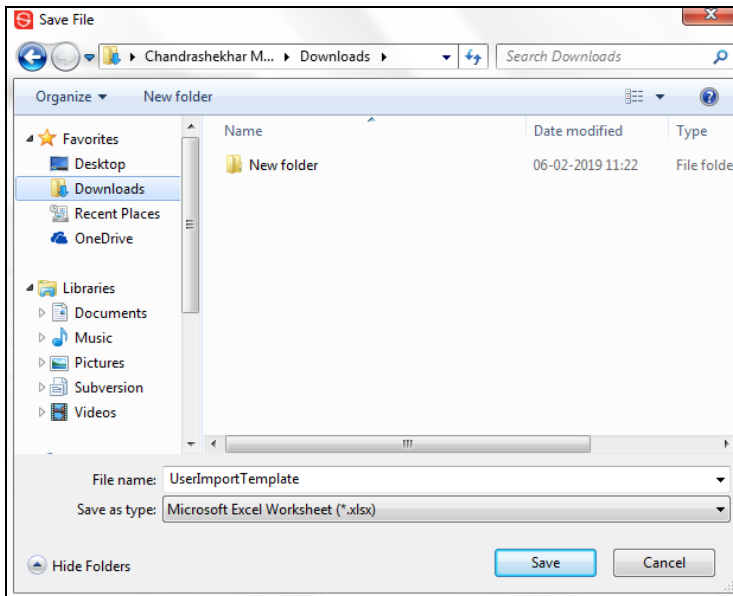 Save File
Chandrashekhar M... Downloads Search Downloads
Organize New folder
Name Date modified Type
Favorites
Desktop
Downloads
Recent Places
OneDrive
Libraries
Documents
Music
Pictures
Subversion
Videos
New folder 06-02-2019 11:22 File folde
File name: UserImportTemplate
Save as type: Microsoft Excel Worksheet (*.xlsx)
Hide Folders Save Cancel